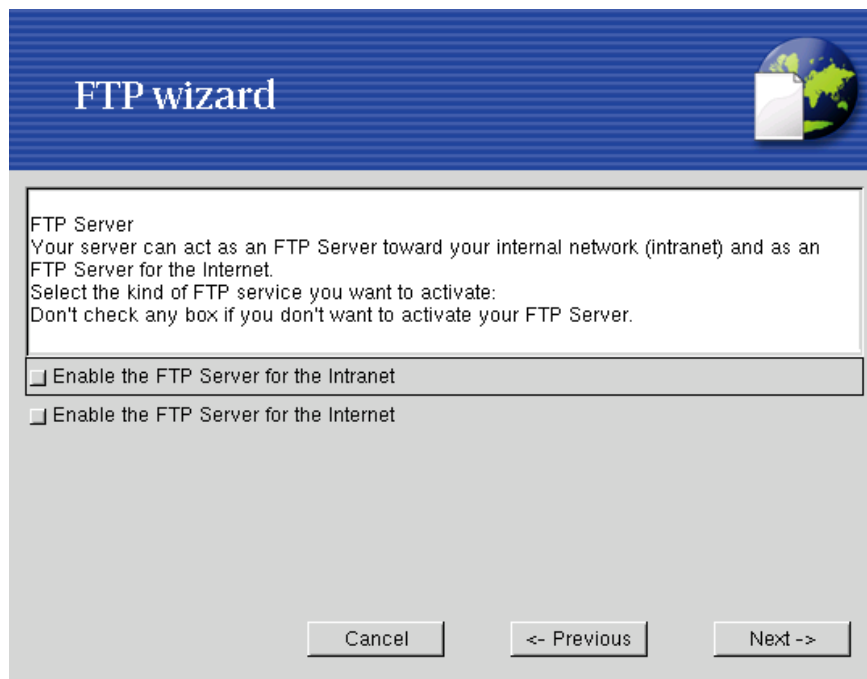 FTP wizard
FTP Server
Your server can act as an FTP Server toward your internal network (intranet) and as an
FTP Server for the Internet.
Select the kind of FTP service you want to activate:
Don't check any box if you don't want to activate your FTP Server.
Enable the FTP Server for the Intranet
Enable the FTP Server for the Internet
Cancel
<- Previous
Next ->